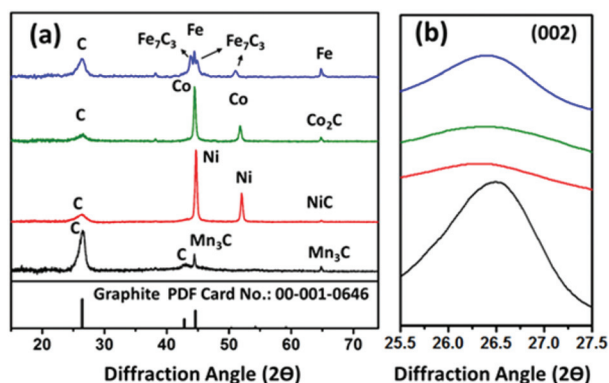 (a)
C
Fe₇C₃
Fe
Fe₇C₃
Fe
C
Co
Co
Co₂C
C
Ni
Ni
NiC
C
C
Mn₃C
Mn₃C
Graphite PDF Card No.: 00-001-0646
20 30 40 50 60 70
Diffraction Angle (2Ө)
(b)
(002)
25.5 26.0 26.5 27.0 27.5
Diffraction Angle (2Ө)